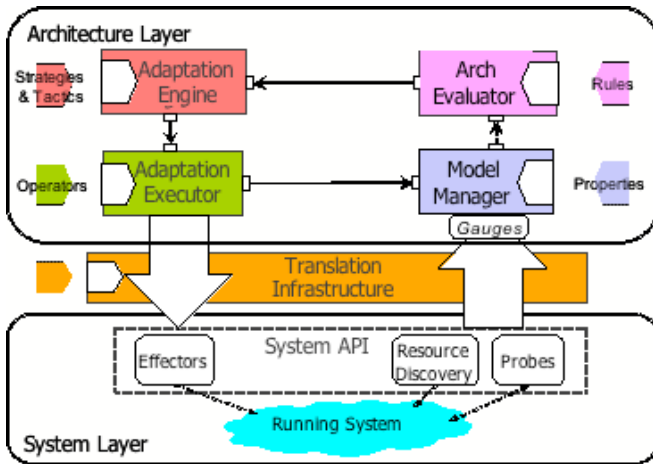 Architecture Layer
Strategies
& Tactics
Adaptation
Engine
Arch
Evaluator
Rules
Operators
Adaptation
Executor
Model
Manager
Properties
Gauges
Translation
Infrastructure
System API
Effectors
Resource
Discovery
Probes
Running System
System Layer